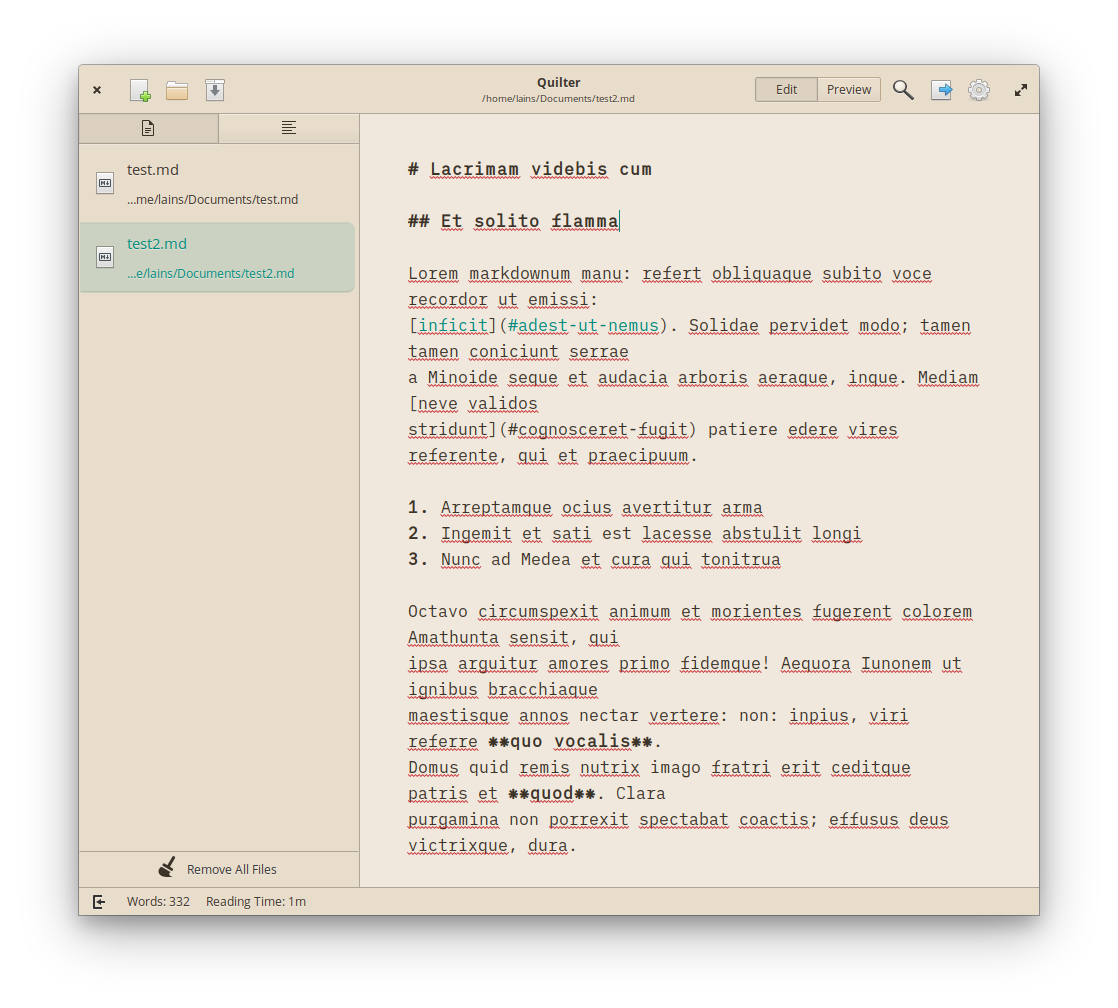 Quilter
/home/lains/Documents/test2.md
Edit
Preview
test.md
...me/lains/Documents/test.md
test2.md
...e/lains/Documents/test2.md
# Lacrimam videbis cum
## Et solito flamma
Lorem markdownum manu: refert obliquaque subito voce
recordor ut emissi:
[inficit](#adest-ut-nemus). Solidae pervidet modo; tamen
tamen coniciunt serrae
a Minoide seque et audacia arboris aeraque, inque. Mediam
[neve validos
stridunt](#cognosceret-fugit) patiere edere vires
referente, qui et praecipuum.
1. Arreptamque ocius avertitur arma
2. Ingemit et sati est lacesse abstulit longi
3. Nunc ad Medea et cura qui tonitrua
Octavo circumspexit animum et morientes fugerent colorem
Amathunta sensit, qui
ipsa arguitur amores primo fidemque! Aequora Iunonem ut
ignibus bracchiaque
maestisque annos nectar vertere: non: inpius, viri
referre **quo vocalis**.
Domus quid remis nutrix imago fratri erit ceditque
patris et **quod**. Clara
purgamina non porrexit spectabat coactis; effusus deus
victrixque, dura.
Remove All Files
Words: 332
Reading Time: 1m